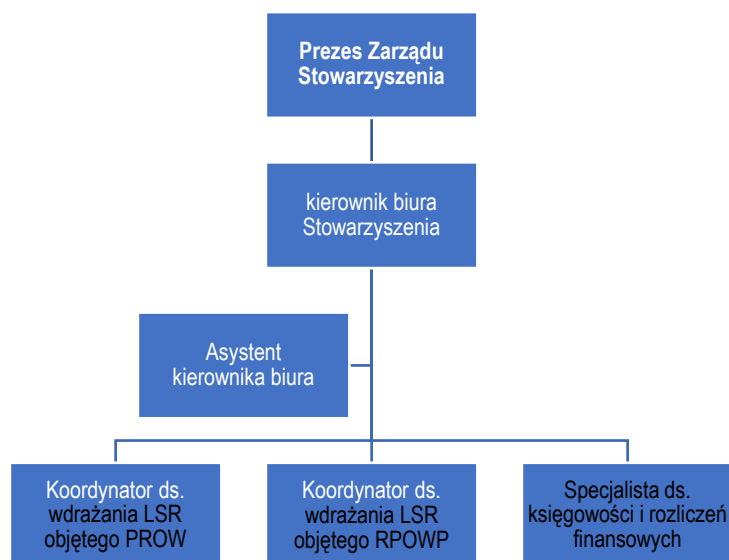 Prezes Zarządu
Stowarzyszenia
kierownik biura
Stowarzyszenia
Asystent
kierownika biura
Koordynator ds.
wdrażania LSR
objętego PROW
Koordynator ds.
wdrażania LSR
objętego RPOWP
Specjalista ds.
księgowości i rozliczeń
finansowych